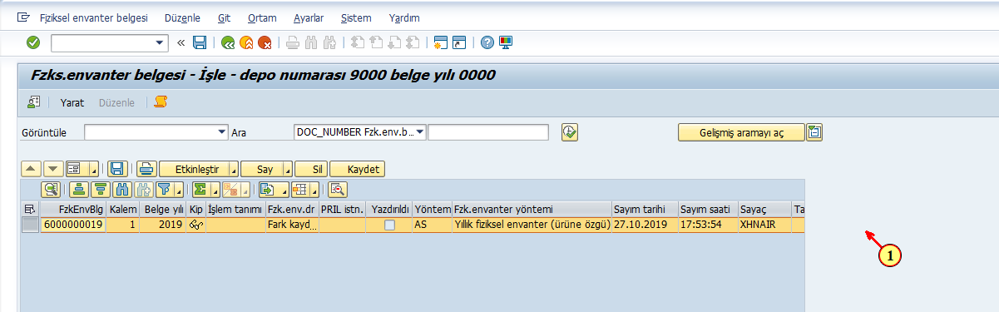 Fiziksel envanter belgesi Düzenle Git Ortam Ayarlar Sistem Yardım
Fzks.envanter belgesi - İşle - depo numarası 9000 belge yılı 0000
Yarat Düzenle
Görüntüle Ara DOC_NUMBER Fzk.env.b... Gelişmiş aramayı aç
Etkinleştir Say Sil Kaydet
FzkEnvBlg Kalem Belge yılı Kip İşlem tanımı Fzk.env.dr PRIL istn. Yazdırıldı Yöntem Fzk.envanter yöntemi Sayım tarihi Sayım saati Sayaç Ta
6000000019 1 2019 Fark kayd... AS Yıllık fiziksel envanter (ürüne özgü) 27.10.2019 17:53:54 XHNAIR
1